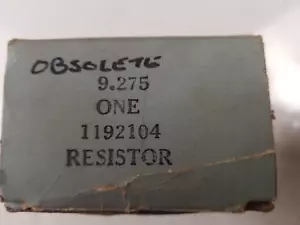 OBSOLETE
9.275
ONE
1192104
RESISTOR